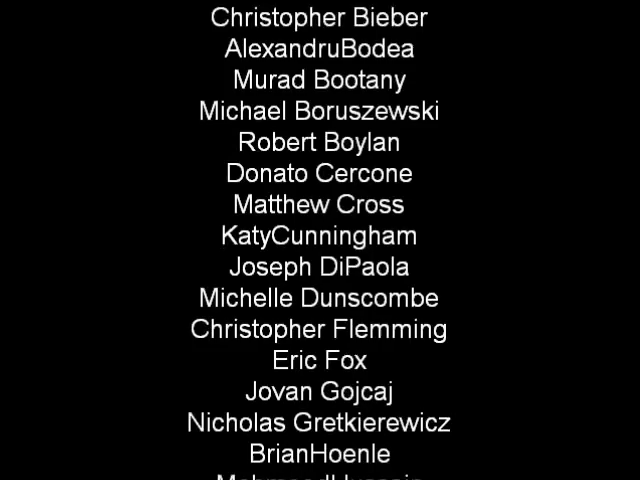 Christopher Bieber
AlexandruBodea
Murad Bootany
Michael Boruszewski
Robert Boylan
Donato Cercone
Matthew Cross
KatyCunningham
Joseph DiPaola
Michelle Dunscombe
Christopher Flemming
Eric Fox
Jovan Gojcaj
Nicholas Gretkierewicz
BrianHoenle